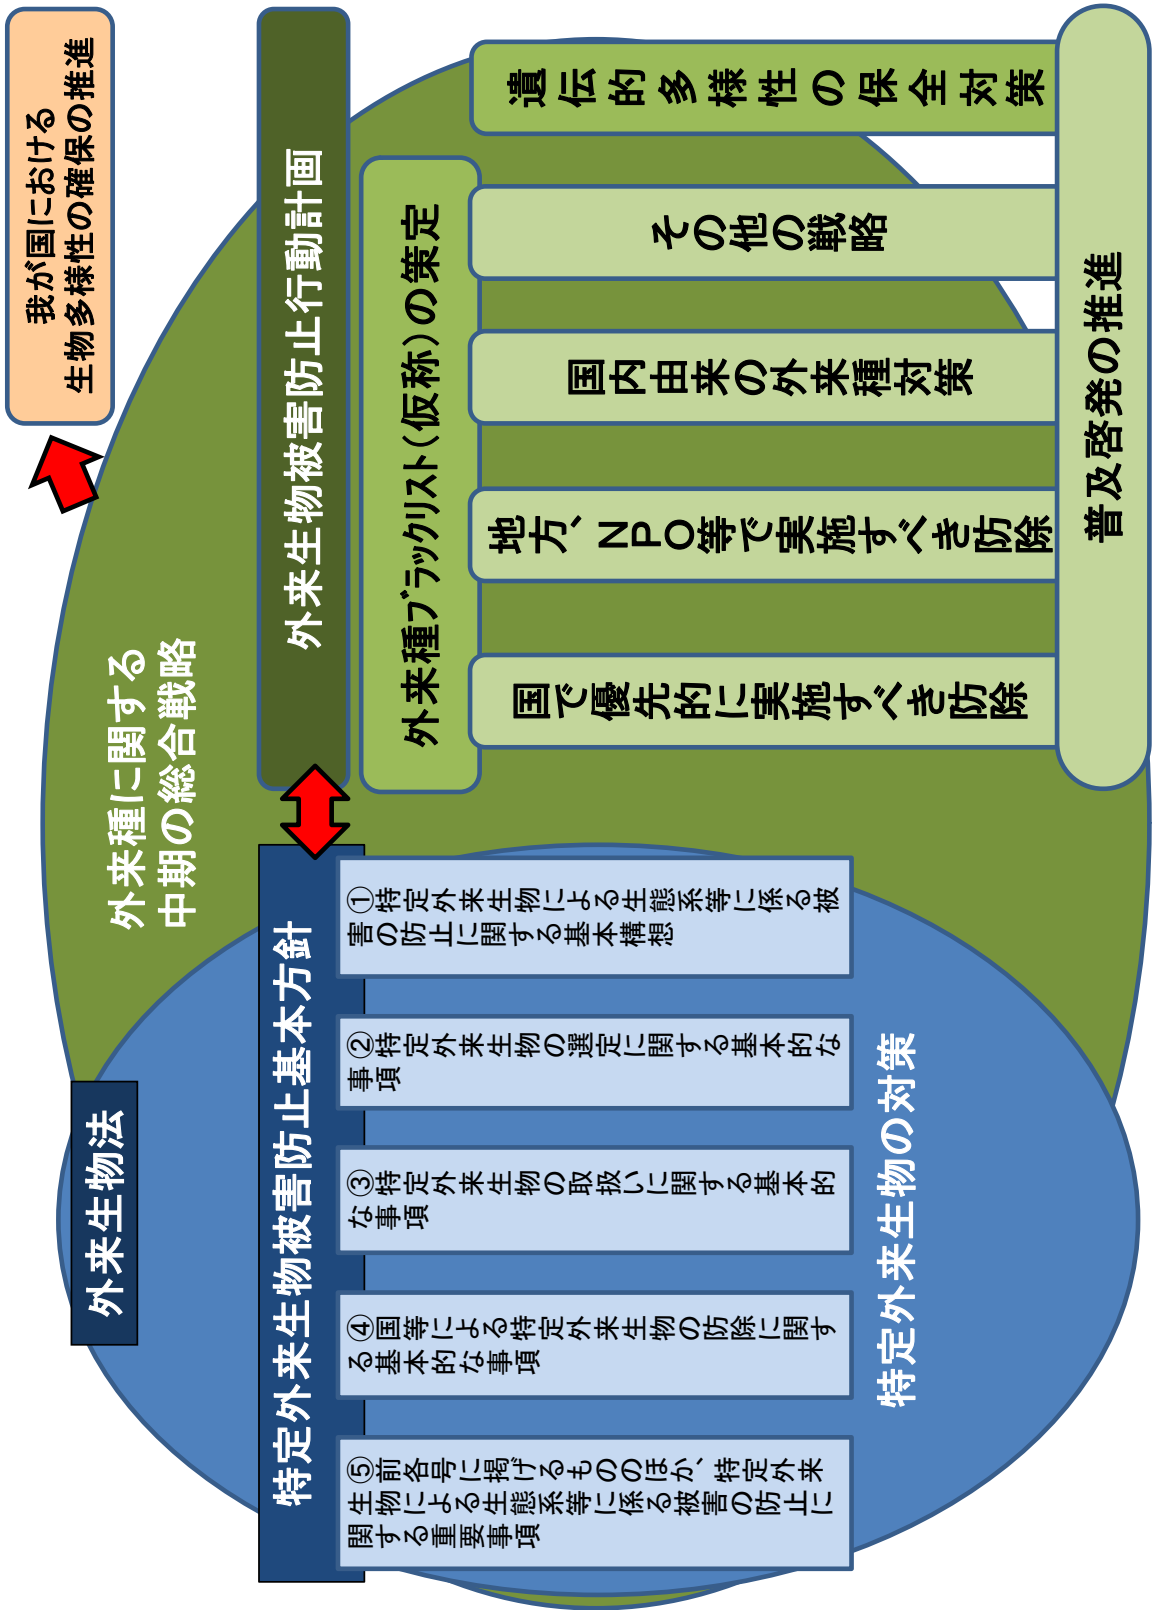 我が国における
生物多様性の確保の推進
外来種に関する
中期の総合戦略
外来生物法
特定外来生物被害防止基本方針
①特定外来生物による生態系等に係る被
害の防止に関する基本構想
②特定外来生物の選定に関する基本的な
事項
③特定外来生物の取扱いに関する基本的
な事項
④国等による特定外来生物の防除に関す
る基本的な事項
⑤前各号に掲げるもののほか、特定外来
生物による生態系等に係る被害の防止に
関する重要事項
特定外来生物の対策
外来生物被害防止行動計画
外来種ブラックリスト(仮称)の策定
国で優先的に実施すべき防除
地方、NPO等で実施すべき防除
国内由来の外来種対策
その他の戦略
遺伝的多様性の保全対策
普及啓発の推進